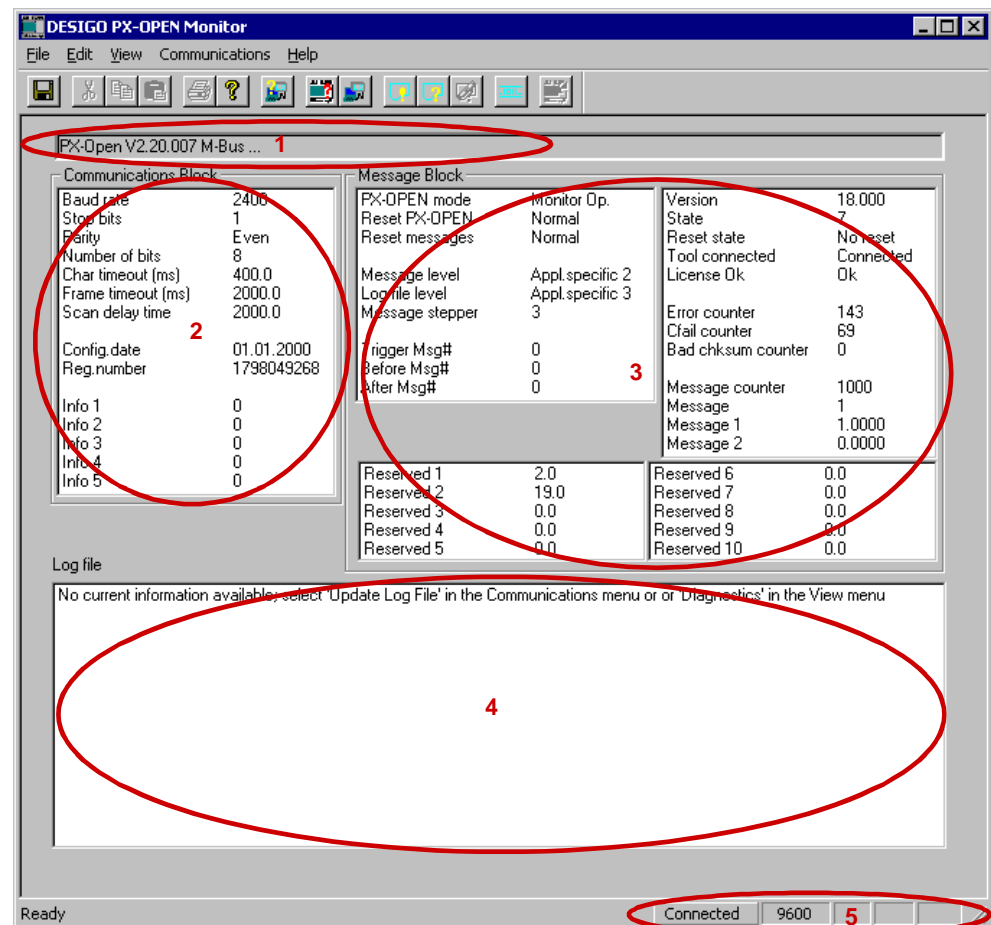 DESIGO PX-OPEN Monitor
File Edit View Communications Help
PX-Open V2.20.007 M-Bus ... 1
Communications Block
Baud rate 2400
Stop bits 1
Parity Even
Number of bits 8
Char timeout (ms) 400.0
Frame timeout (ms) 2000.0
Scan delay time 2000.0
2
Config.date 01.01.2000
Reg.number 1798049268
Info 1 0
Info 2 0
Info 3 0
Info 4 0
Info 5 0
Message Block
PX-OPEN mode Monitor Op.
Reset PX-OPEN Normal
Reset messages Normal
Message level Appl.specific 2
Log file level Appl.specific 3
Message stepper 3
Trigger Msg# 0
Before Msg# 0
After Msg# 0
3
Version 18.000
State 7
Reset state No reset
Tool connected Connected
License Ok Ok
Error counter 143
Cfail counter 69
Bad chksum counter 0
Message counter 1000
Message 1
Message 1 1.0000
Message 2 0.0000
Reserved 1 2.0
Reserved 2 19.0
Reserved 3 0.0
Reserved 4 0.0
Reserved 5 0.0
Reserved 6 0.0
Reserved 7 0.0
Reserved 8 0.0
Reserved 9 0.0
Reserved 10 0.0
Log file
No current information available; select 'Update Log File' in the Communications menu or or 'Diagnostics' in the View menu
4
Ready Connected 9600 5